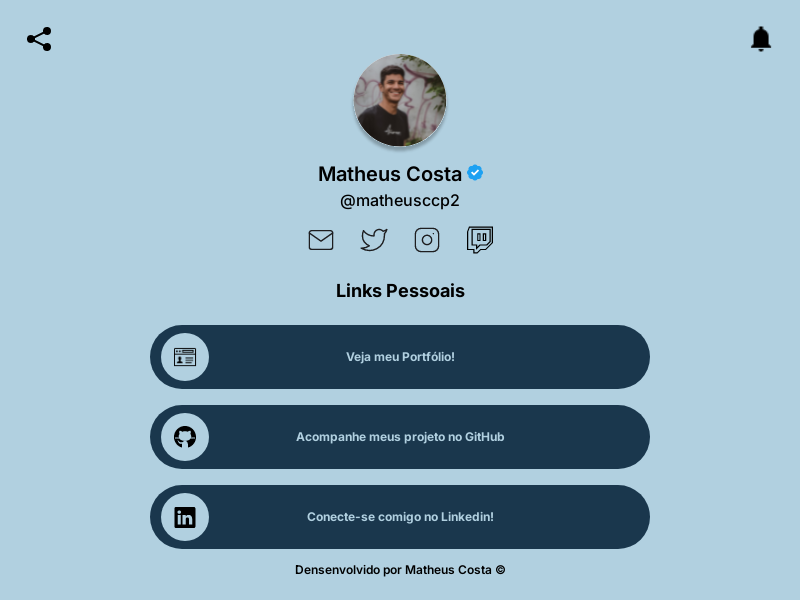 Matheus Costa
@matheusccp2
Links Pessoais
Veja meu Portfólio!
Acompanhe meus projeto no GitHub
Conecte-se comigo no Linkedin!
Densenvolvido por Matheus Costa ©